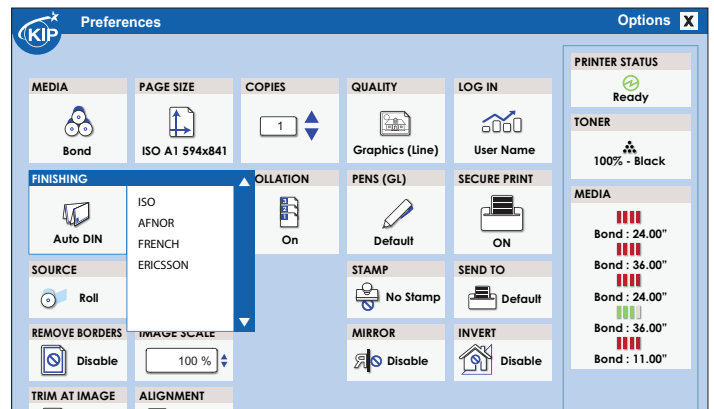 KIP
Preferences
Options X
PRINTER STATUS
Ready
TONER
100% - Black
MEDIA
Bond : 24.00"
Bond : 36.00"
Bond : 24.00"
Bond : 36.00"
Bond : 11.00"
MEDIA
Bond
PAGE SIZE
ISO A1 594x841
COPIES
1
QUALITY
Graphics (Line)
LOG IN
User Name
FINISHING
Auto DIN
ISO
AFNOR
FRENCH
ERICSSON
OLLATION
3
2
1
On
PENS (GL)
Default
SECURE PRINT
ON
SOURCE
Roll
STAMP
No Stamp
SEND TO
Default
REMOVE BORDERS
Disable
IMAGE SCALE
100 %
MIRROR
Disable
INVERT
Disable
TRIM AT IMAGE
ALIGNMENT